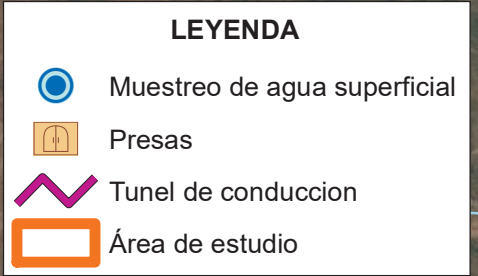 LEYENDA
Muestreo de agua superficial
Presas
Tunel de conduccion
Área de estudio